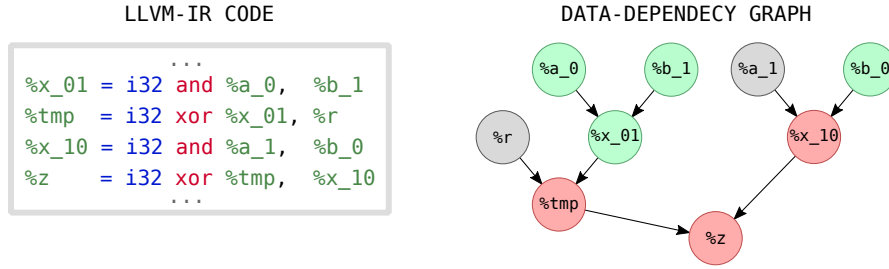 LLVM-IR CODE
...
%x_01 = i32 and %a_0, %b_1
%tmp = i32 xor %x_01, %r
%x_10 = i32 and %a_1, %b_0
%z = i32 xor %tmp, %x_10
...
DATA-DEPENDECY GRAPH
%a_0 %b_1 %a_1 %b_0
%r %x_01 %x_10
%tmp
%z